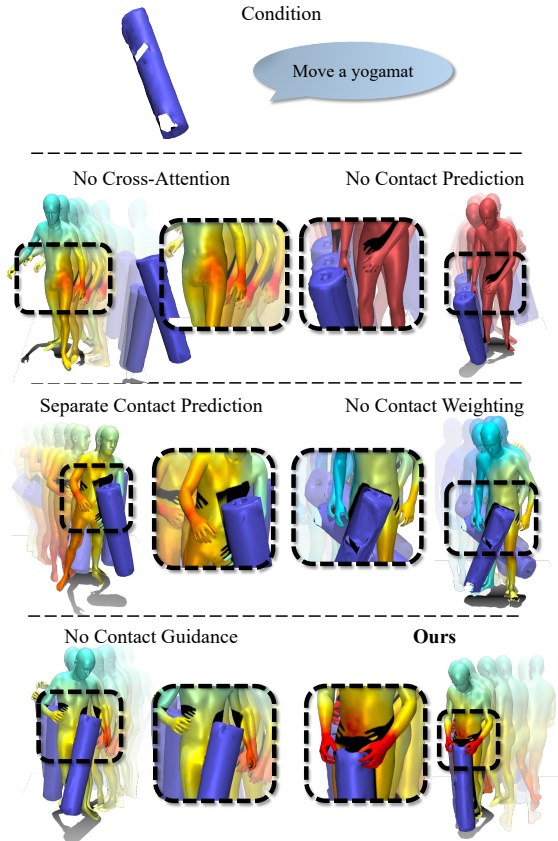 Condition
Move a yogamat
No Cross-Attention
No Contact Prediction
Separate Contact Prediction
No Contact Weighting
No Contact Guidance
Ours